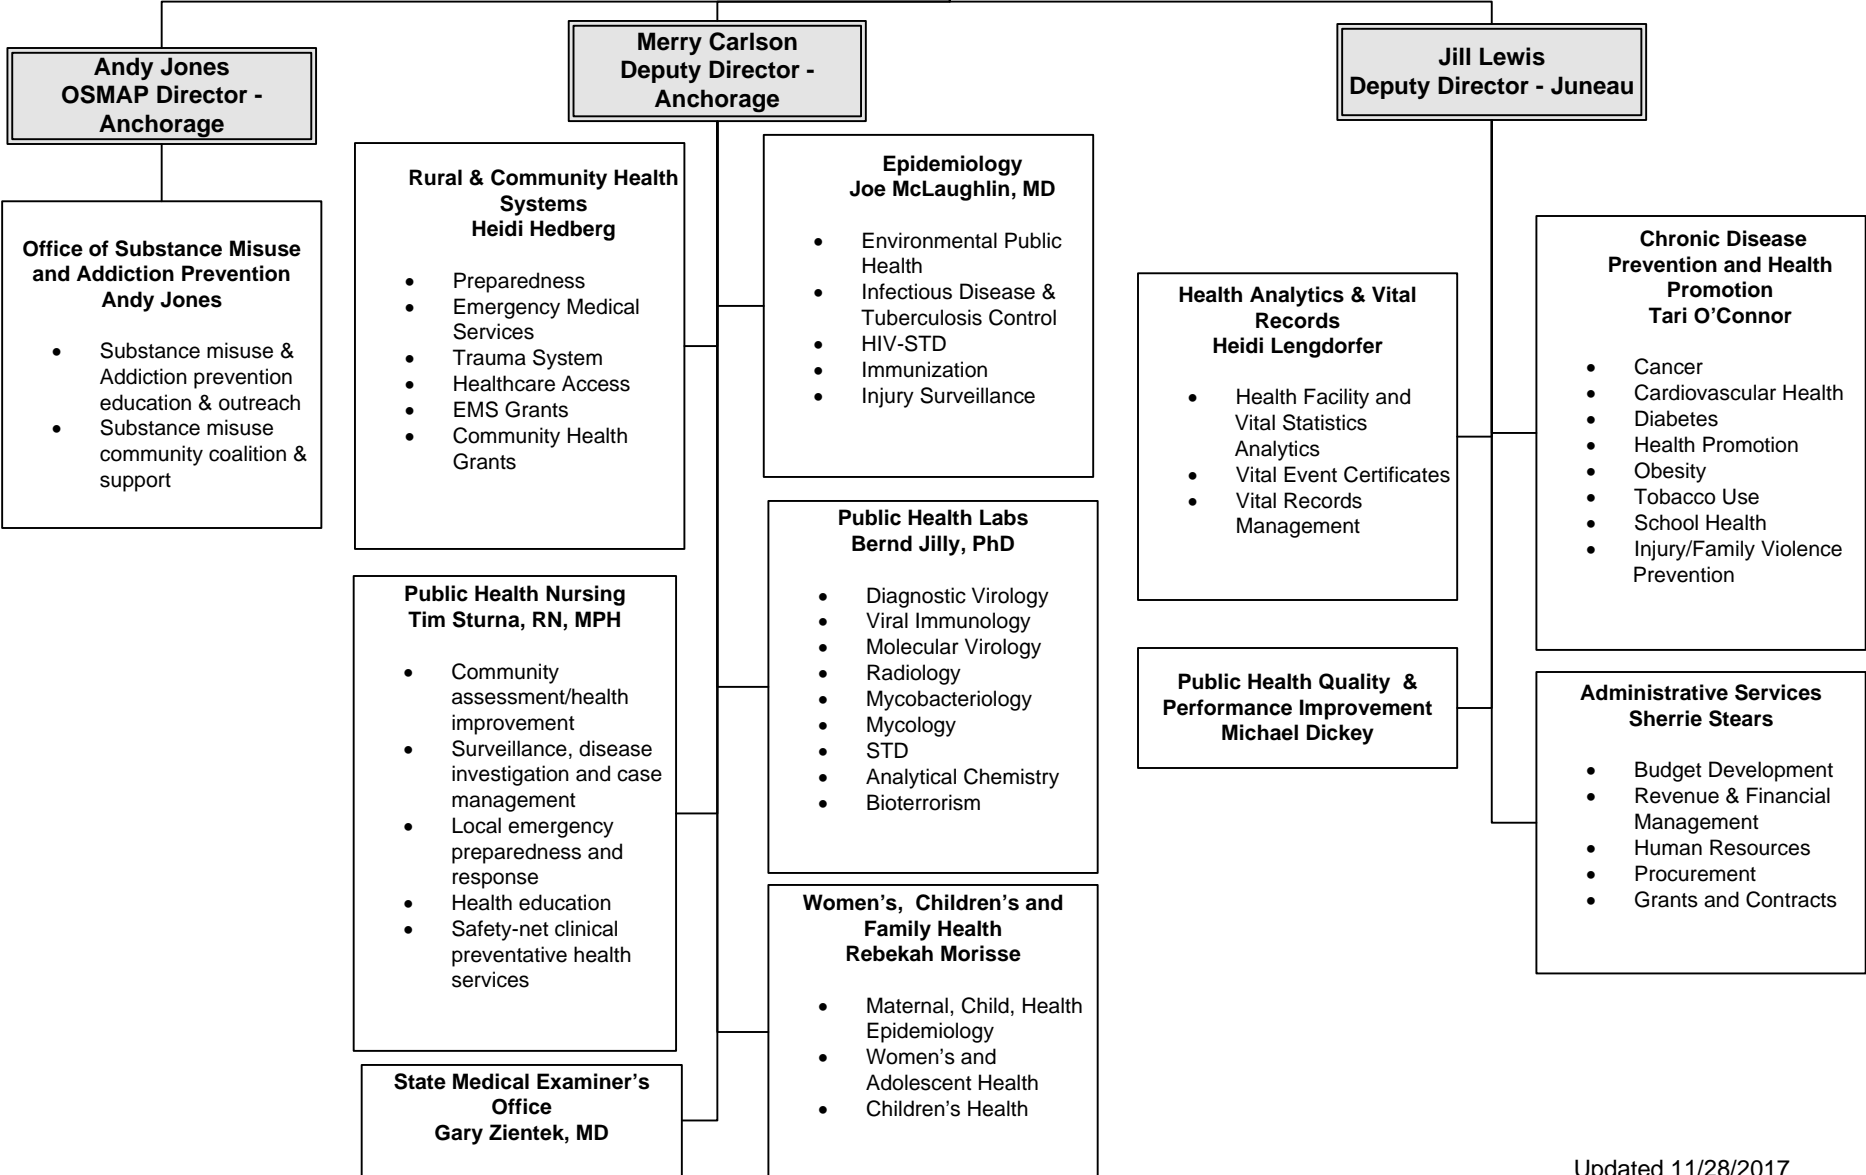 Andy Jones
OSMAP Director -
Anchorage
Merry Carlson
Deputy Director -
Anchorage
Jill Lewis
Deputy Director - Juneau
Office of Substance Misuse
and Addiction Prevention
Andy Jones
• Substance misuse &
Addiction prevention
education & outreach
• Substance misuse
community coalition &
support
Rural & Community Health
Systems
Heidi Hedberg
• Preparedness
• Emergency Medical
Services
• Trauma System
• Healthcare Access
• EMS Grants
• Community Health
Grants
Public Health Nursing
Tim Sturna, RN, MPH
• Community
assessment/health
improvement
• Surveillance, disease
investigation and case
management
• Local emergency
preparedness and
response
• Health education
• Safety-net clinical
preventative health
services
State Medical Examiner’s
Office
Gary Zientek, MD
Epidemiology
Joe McLaughlin, MD
• Environmental Public
Health
• Infectious Disease &
Tuberculosis Control
• HIV-STD
• Immunization
• Injury Surveillance
Public Health Labs
Bernd Jilly, PhD
• Diagnostic Virology
• Viral Immunology
• Molecular Virology
• Radiology
• Mycobacteriology
• Mycology
• STD
• Analytical Chemistry
• Bioterrorism
Women’s, Children’s and
Family Health
Rebekah Morisse
• Maternal, Child, Health
Epidemiology
• Women’s and
Adolescent Health
• Children’s Health
Health Analytics & Vital
Records
Heidi Lengdorfer
• Health Facility and
Vital Statistics
Analytics
• Vital Event Certificates
• Vital Records
Management
Public Health Quality & 
Performance Improvement
Michael Dickey
Chronic Disease
Prevention and Health
Promotion
Tari O’Connor
• Cancer
• Cardiovascular Health
• Diabetes
• Health Promotion
• Obesity
• Tobacco Use
• School Health
• Injury/Family Violence
Prevention
Administrative Services
Sherrie Stears
• Budget Development
• Revenue & Financial
Management
• Human Resources
• Procurement
• Grants and Contracts
Updated 11/28/2017